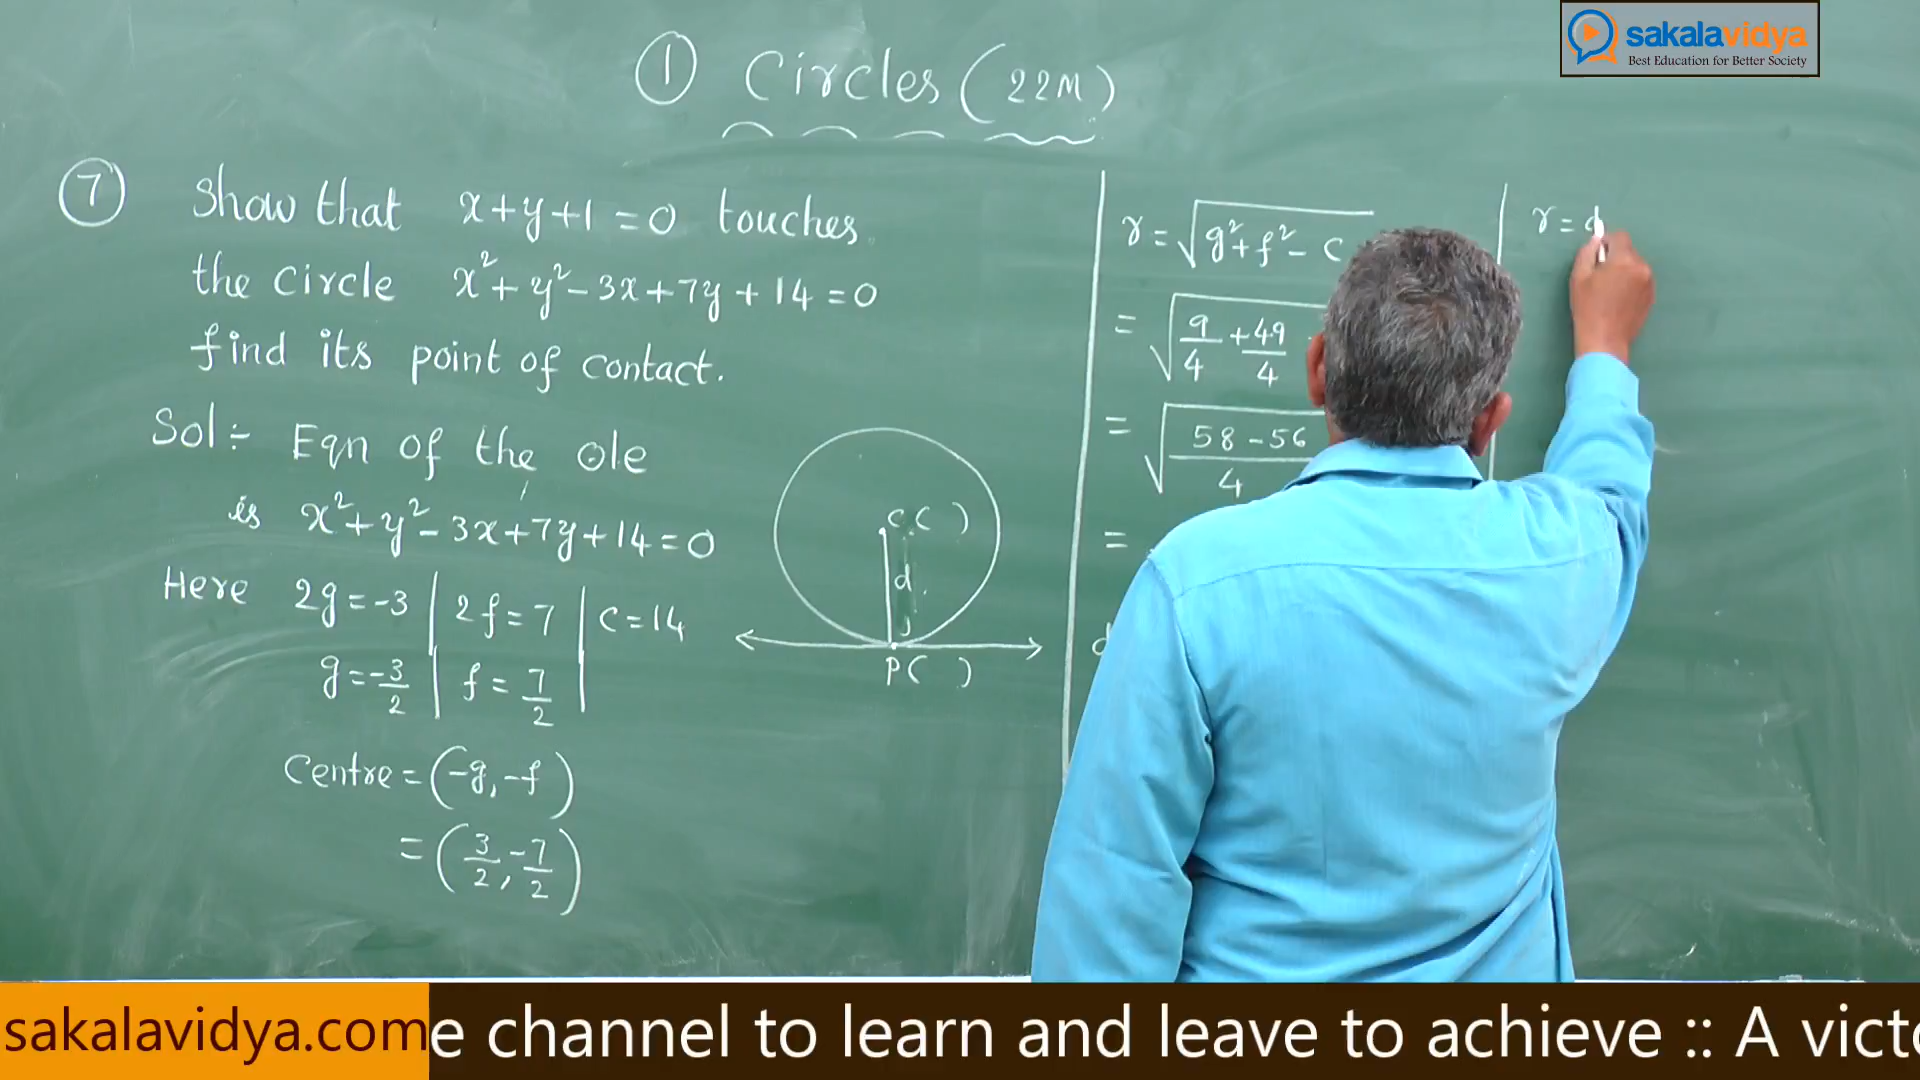 sakalavidya
Best Education for Better Society
① Circles (22M)
⑦ Show that x+y+1=0 touches
the circle x²+y²-3x+7y+14=0
find its point of contact.
Sol:- Eqn of the ole
is x²+y²-3x+7y+14=0
Here 2g=-3 | 2f=7 | c=14
g=-3/2 | f=7/2
Centre=(-g,-f)
=(3/2,-7/2)
C( )
d
P( )
r=√g²+f²-c
=√9/4+49/4
=√58-56/4
=
d
r=d
sakalavidya.com
e channel to learn and leave to achieve :: A victo